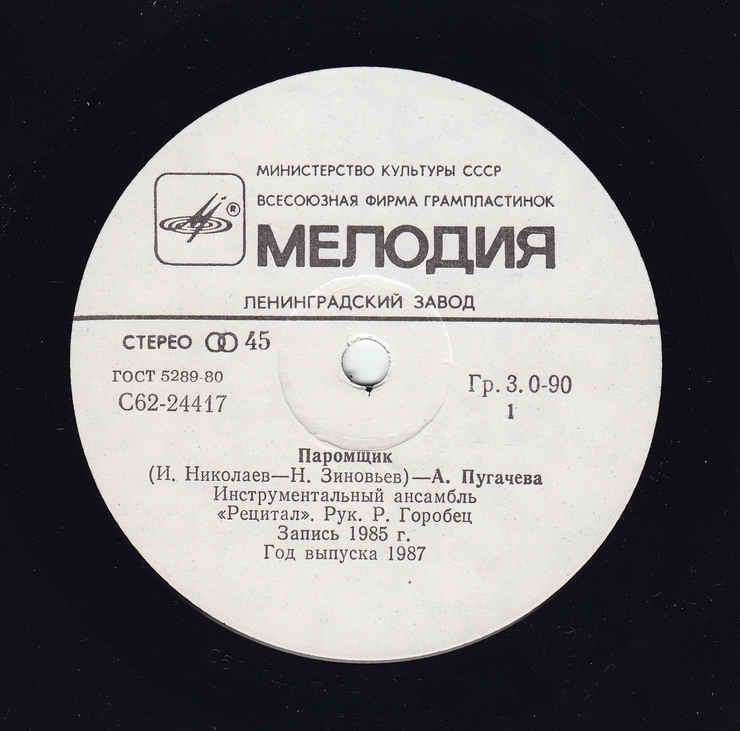 МИНИСТЕРСТВО КУЛЬТУРЫ СССР
ВСЕСОЮЗНАЯ ФИРМА ГРАМПЛАСТИНОК
®
МЕЛОДИЯ
ЛЕНИНГРАДСКИЙ ЗАВОД
СТЕРЕО 45
ГОСТ 5289-80
С62-24417
Гр. 3. 0-90
1
Паромщик
(И. Николаев—Н. Зиновьев)—А. Пугачева
Инструментальный ансамбль
«Рецитал». Рук. Р. Горобец
Запись 1985 г.
Год выпуска 1987